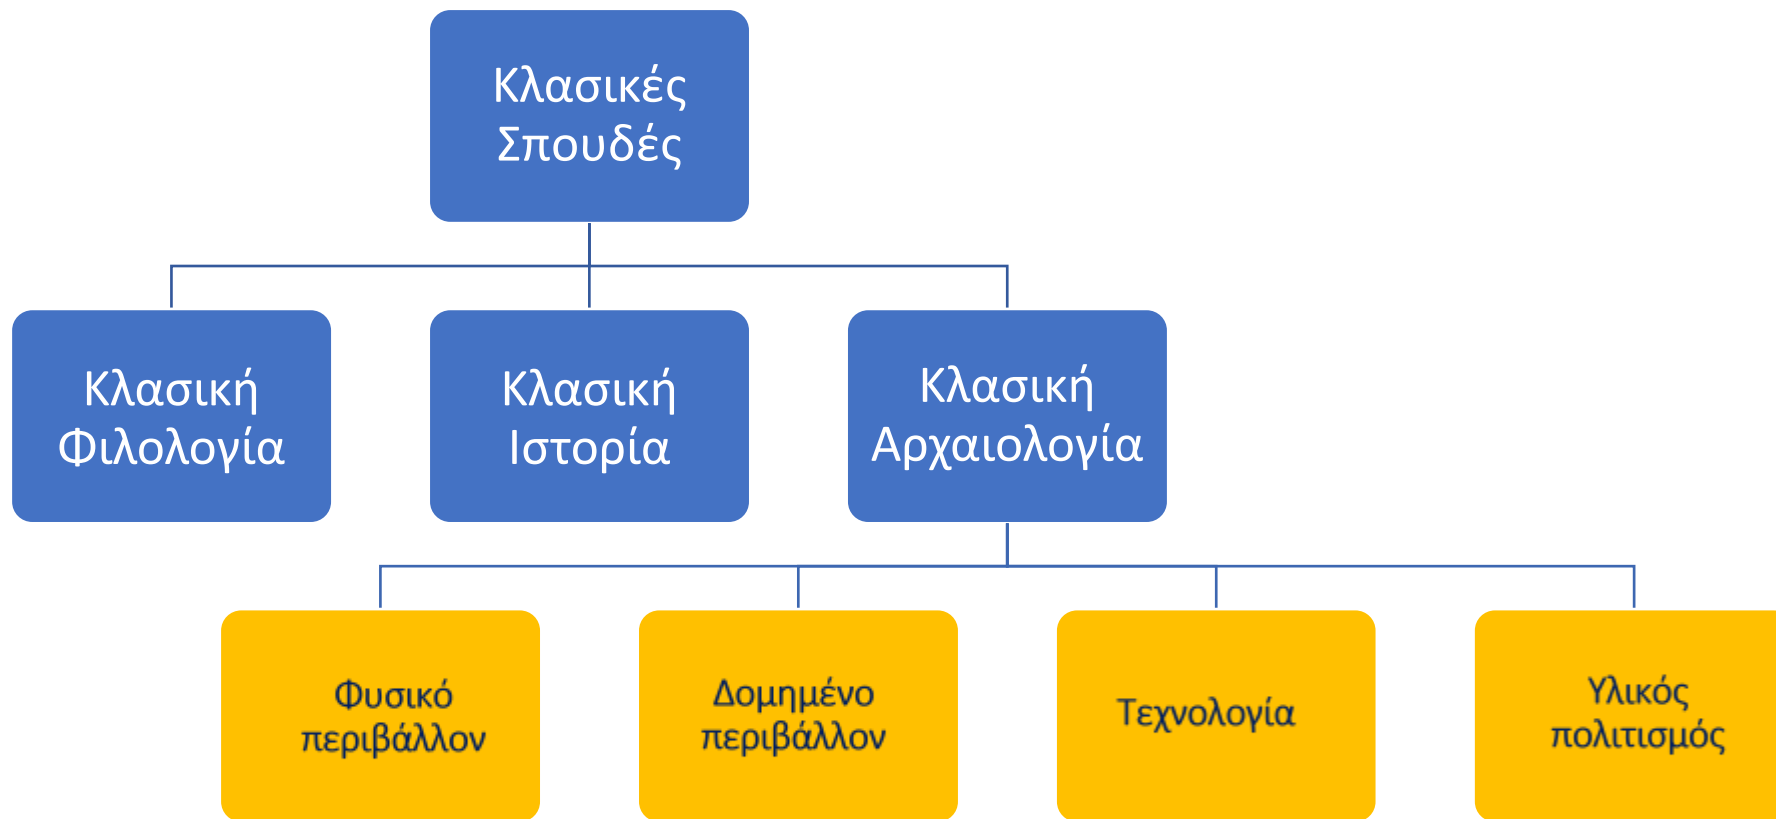 Κλασικές
Σπουδές
Κλασική
Φιλολογία
Κλασική
Ιστορία
Κλασική
Αρχαιολογία
Φυσικό
περιβάλλον
Δομημένο
περιβάλλον
Τεχνολογία
Υλικός
πολιτισμός